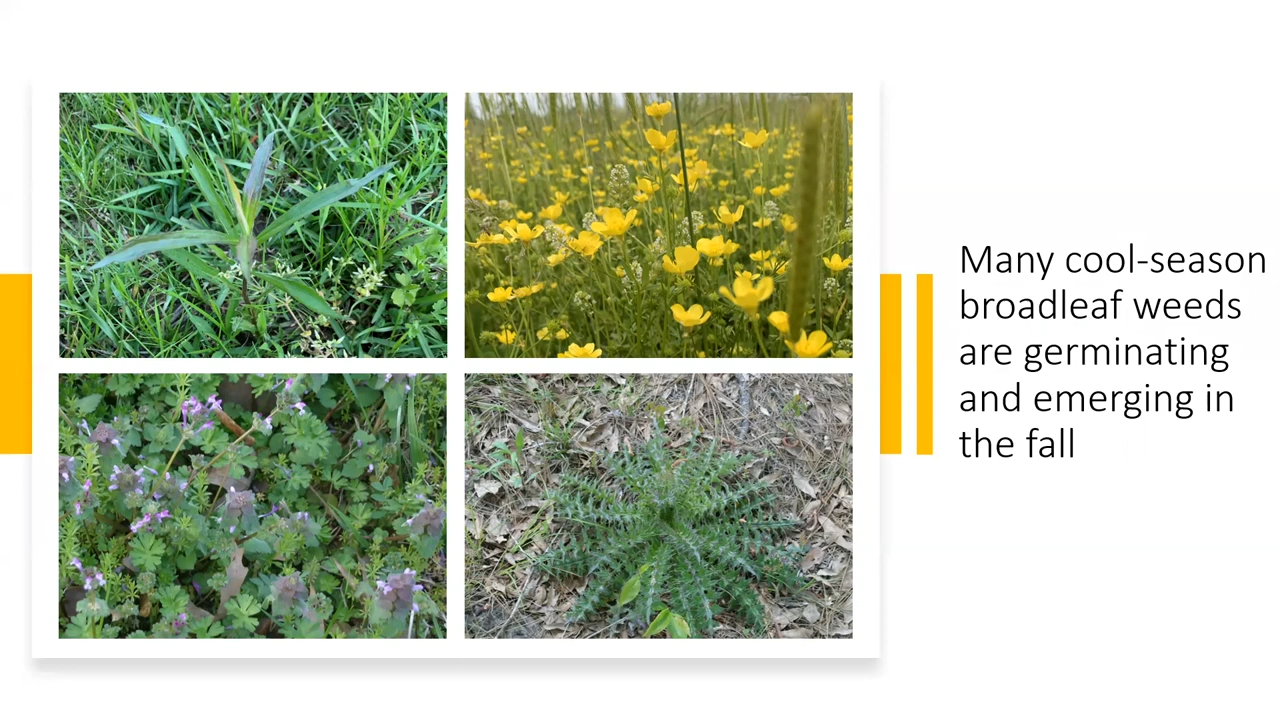 Many cool-season
broadleaf weeds
are germinating
and emerging in
the fall